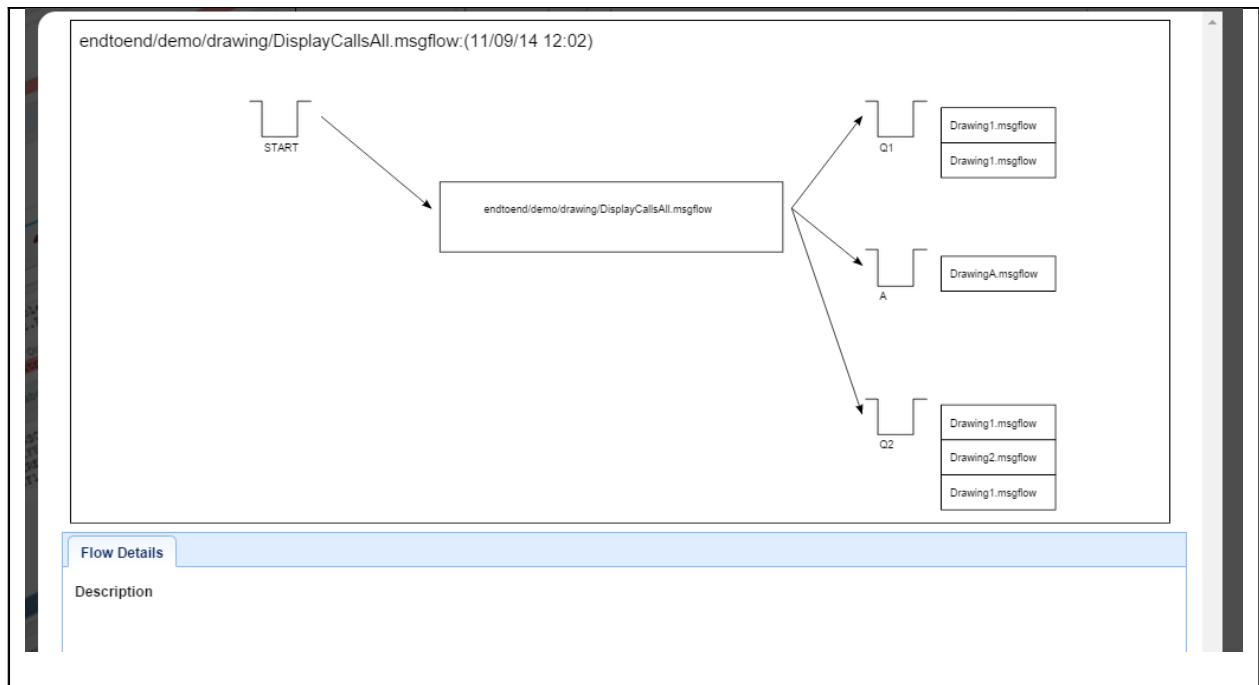 endtoend/demo/drawing/DisplayCallsAll.msgflow:(11/09/14 12:02)
START
endtoend/demo/drawing/DisplayCallsAll.msgflow
Q1
Drawing1.msgflow
Drawing1.msgflow
A
DrawingA.msgflow
Q2
Drawing1.msgflow
Drawing2.msgflow
Drawing1.msgflow
Flow Details
Description